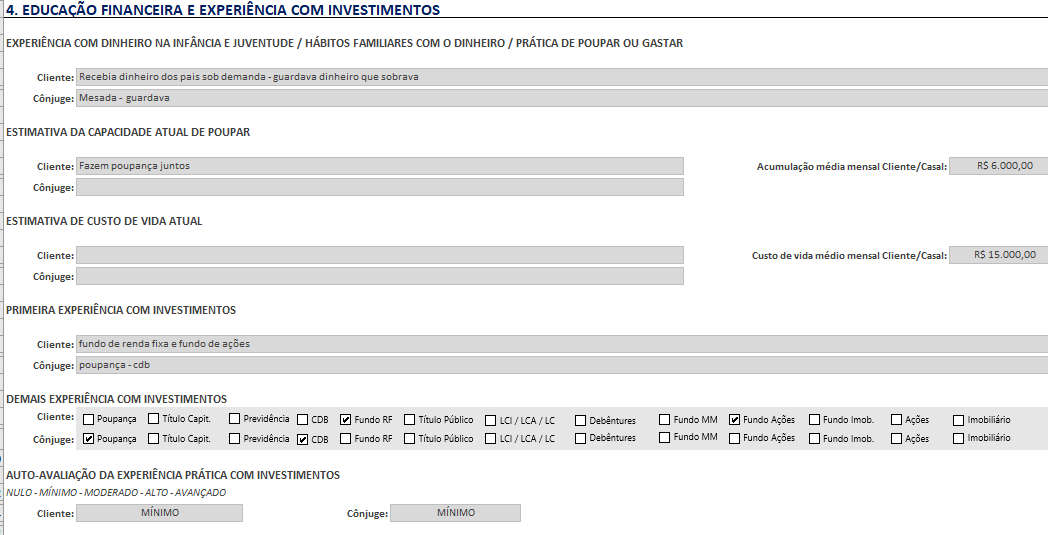 4. EDUCAÇÃO FINANCEIRA E EXPERIÊNCIA COM INVESTIMENTOS
EXPERIÊNCIA COM DINHEIRO NA INFÂNCIA E JUVENTUDE / HÁBITOS FAMILIARES COM O DINHEIRO / PRÁTICA DE POUPAR OU GASTAR
Cliente: Recebia dinheiro dos pais sob demanda - guardava dinheiro que sobrava
Cônjuge: Mesada - guardava
ESTIMATIVA DA CAPACIDADE ATUAL DE POUPAR
Cliente: Fazem poupança juntos Acumulação média mensal Cliente/Casal: R$ 6.000,00
Cônjuge:
ESTIMATIVA DE CUSTO DE VIDA ATUAL
Cliente: Custo de vida médio mensal Cliente/Casal: R$ 15.000,00
Cônjuge:
PRIMEIRA EXPERIÊNCIA COM INVESTIMENTOS
Cliente: fundo de renda fixa e fundo de ações
Cônjuge: poupança - cdb
DEMAIS EXPERIÊNCIA COM INVESTIMENTOS
Cliente: Poupança Título Capit. Previdência CDB Fundo RF Título Público LCI / LCA / LC Debêntures Fundo MM Fundo Ações Fundo Imob. Ações Imobiliário
Cônjuge: Poupança Título Capit. Previdência CDB Fundo RF Título Público LCI / LCA / LC Debêntures Fundo MM Fundo Ações Fundo Imob. Ações Imobiliário
AUTO-AVALIAÇÃO DA EXPERIÊNCIA PRÁTICA COM INVESTIMENTOS
NULO - MÍNIMO - MODERADO - ALTO - AVANÇADO
Cliente: MÍNIMO Cônjuge: MÍNIMO